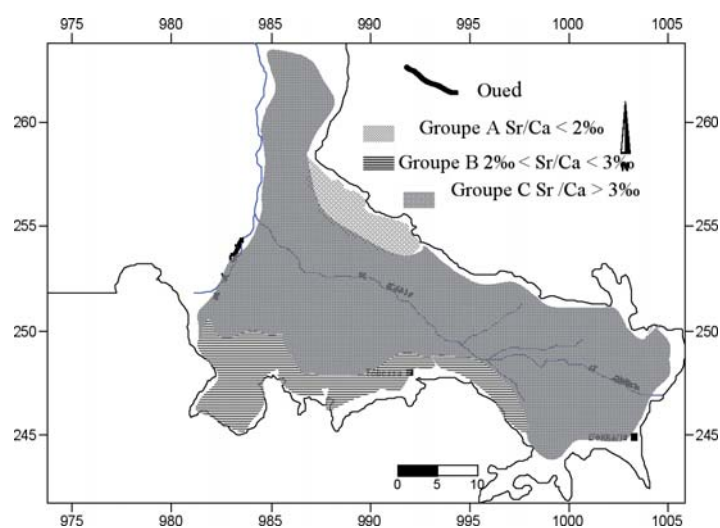 975 980 985 990 995 1000 1005
260 260
Oued
Groupe A Sr/Ca < 2‰
Groupe B 2‰ < Sr/Ca < 3‰
Groupe C Sr /Ca > 3‰
255 255
250 250
245 245
0 5 10
975 980 985 990 995 1000 1005